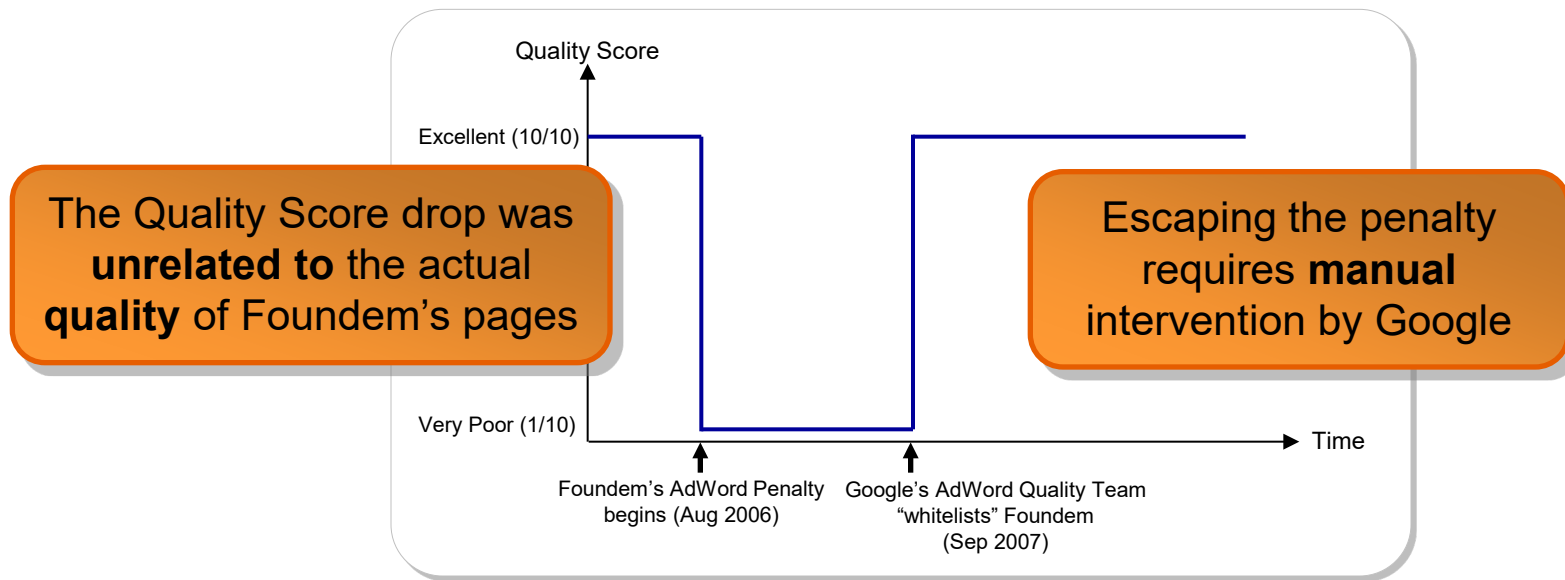 Quality Score
Excellent (10/10)
The Quality Score drop was
unrelated to the actual
quality of Foundem’s pages
Escaping the penalty
requires manual
intervention by Google
Very Poor (1/10)
Time
Foundem’s AdWord Penalty
begins (Aug 2006)
Google’s AdWord Quality Team
“whitelists” Foundem
(Sep 2007)